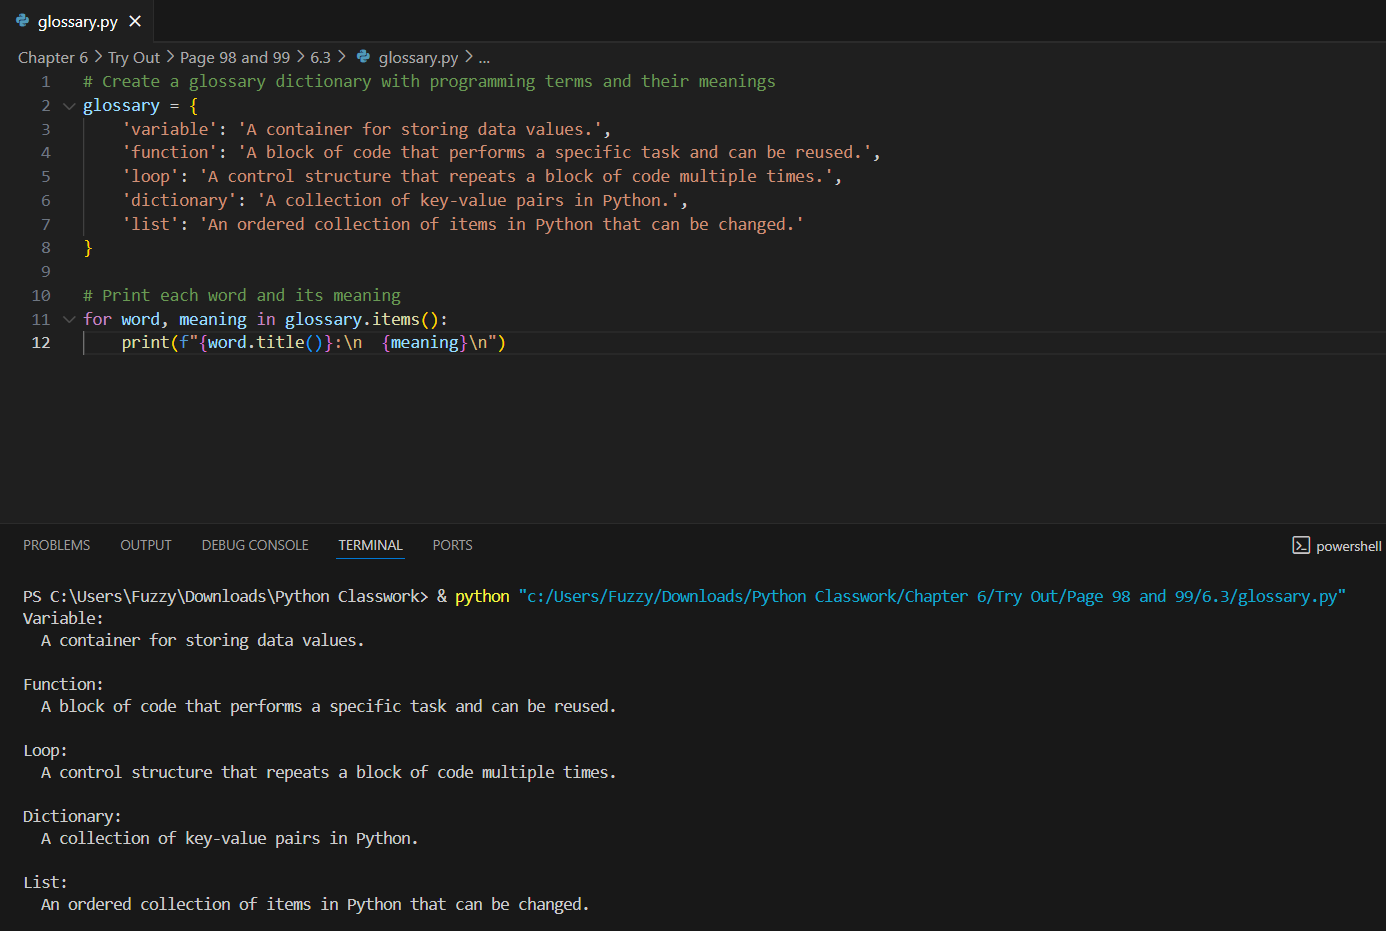 glossary.py
Chapter 6 > Try Out > Page 98 and 99 > 6.3 > glossary.py > ...
1 # Create a glossary dictionary with programming terms and their meanings
2 glossary = {
3     'variable': 'A container for storing data values.',
4     'function': 'A block of code that performs a specific task and can be reused.',
5     'loop': 'A control structure that repeats a block of code multiple times.',
6     'dictionary': 'A collection of key-value pairs in Python.',
7     'list': 'An ordered collection of items in Python that can be changed.'
8 }
9
10 # Print each word and its meaning
11 for word, meaning in glossary.items():
12     print(f"{word.title()}:\n  {meaning}\n")
PROBLEMS OUTPUT DEBUG CONSOLE TERMINAL PORTS powershell
PS C:\Users\Fuzzy\Downloads\Python Classwork> & python "c:/Users/Fuzzy/Downloads/Python Classwork/Chapter 6/Try Out/Page 98 and 99/6.3/glossary.py"
Variable:
  A container for storing data values.
Function:
  A block of code that performs a specific task and can be reused.
Loop:
  A control structure that repeats a block of code multiple times.
Dictionary:
  A collection of key-value pairs in Python.
List:
  An ordered collection of items in Python that can be changed.